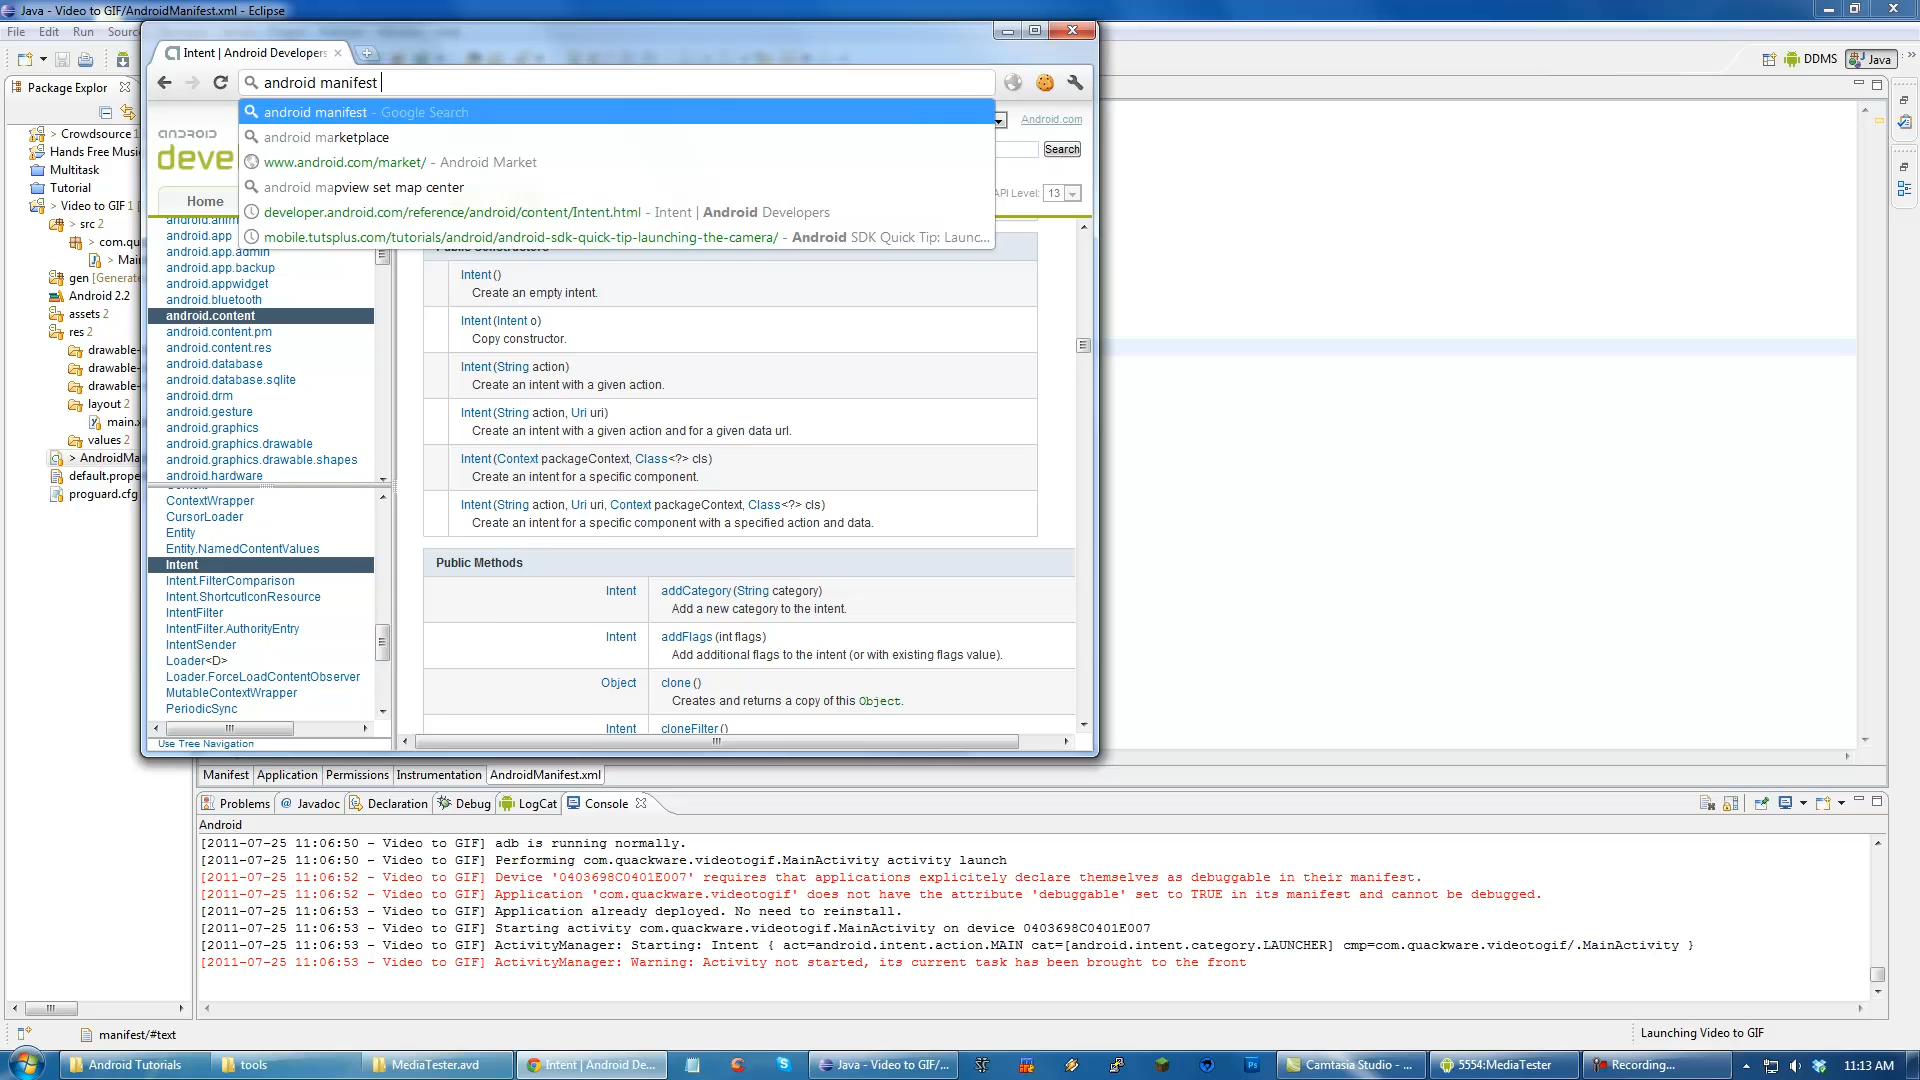 Java - Video to GIF/AndroidManifest.xml - Eclipse
File Edit Run Sourc
Intent | Android Developers
DDMS Java
Package Explor
android manifest
android manifest - Google Search
android marketplace
www.android.com/market/ - Android Market
android mapview set map center
developer.android.com/reference/android/content/Intent.html - Intent | Android Developers
mobile.tutsplus.com/tutorials/android/android-sdk-quick-tip-launching-the-camera/ - Android SDK Quick Tip: Launc...
android
deve
Android.com
Search
API Level: 13
Home
> Crowdsource
Hands Free Musi
Multitask
Tutorial
> Video to GIF 1
> src 2
> com.qu
> Mai
gen [Generate
Android 2.2
assets 2
res 2
drawable-
drawable-
drawable-
layout 2
main.x
values 2
> AndroidMa
default.prope
proguard.cfg
android.anim
android.app
android.app.admin
android.app.backup
android.appwidget
android.bluetooth
android.content
android.content.pm
android.content.res
android.database
android.database.sqlite
android.drm
android.gesture
android.graphics
android.graphics.drawable
android.graphics.drawable.shapes
android.hardware
ContextWrapper
CursorLoader
Entity
Entity.NamedContentValues
Intent
Intent.FilterComparison
Intent.ShortcutIconResource
IntentFilter
IntentFilter.AuthorityEntry
IntentSender
Loader<D>
Loader.ForceLoadContentObserver
MutableContextWrapper
PeriodicSync
Use Tree Navigation
Public Constructors
Intent ()
Create an empty intent.
Intent (Intent o)
Copy constructor.
Intent (String action)
Create an intent with a given action.
Intent (String action, Uri uri)
Create an intent with a given action and for a given data url.
Intent (Context packageContext, Class<?> cls)
Create an intent for a specific component.
Intent (String action, Uri uri, Context packageContext, Class<?> cls)
Create an intent for a specific component with a specified action and data.
Public Methods
Intent addCategory (String category)
Add a new category to the intent.
Intent addFlags (int flags)
Add additional flags to the intent (or with existing flags value).
Object clone ()
Creates and returns a copy of this Object.
Intent cloneFilter ()
Manifest Application Permissions Instrumentation AndroidManifest.xml
Problems @ Javadoc Declaration Debug LogCat Console
Android
[2011-07-25 11:06:50 - Video to GIF] adb is running normally.
[2011-07-25 11:06:50 - Video to GIF] Performing com.quackware.videotogif.MainActivity activity launch
[2011-07-25 11:06:52 - Video to GIF] Device '0403698C0401E007' requires that applications explicitely declare themselves as debuggable in their manifest.
[2011-07-25 11:06:52 - Video to GIF] Application 'com.quackware.videotogif' does not have the attribute 'debuggable' set to TRUE in its manifest and cannot be debugged.
[2011-07-25 11:06:53 - Video to GIF] Application already deployed. No need to reinstall.
[2011-07-25 11:06:53 - Video to GIF] Starting activity com.quackware.videotogif.MainActivity on device 0403698C0401E007
[2011-07-25 11:06:53 - Video to GIF] ActivityManager: Starting: Intent { act=android.intent.action.MAIN cat=[android.intent.category.LAUNCHER] cmp=com.quackware.videotogif/.MainActivity }
[2011-07-25 11:06:53 - Video to GIF] ActivityManager: Warning: Activity not started, its current task has been brought to the front
manifest/#text
Launching Video to GIF
Android Tutorials tools MediaTester.avd Intent | Android De... Java - Video to GIF/... Ps Camtasia Studio - ... 5554:MediaTester Recording... 11:13 AM